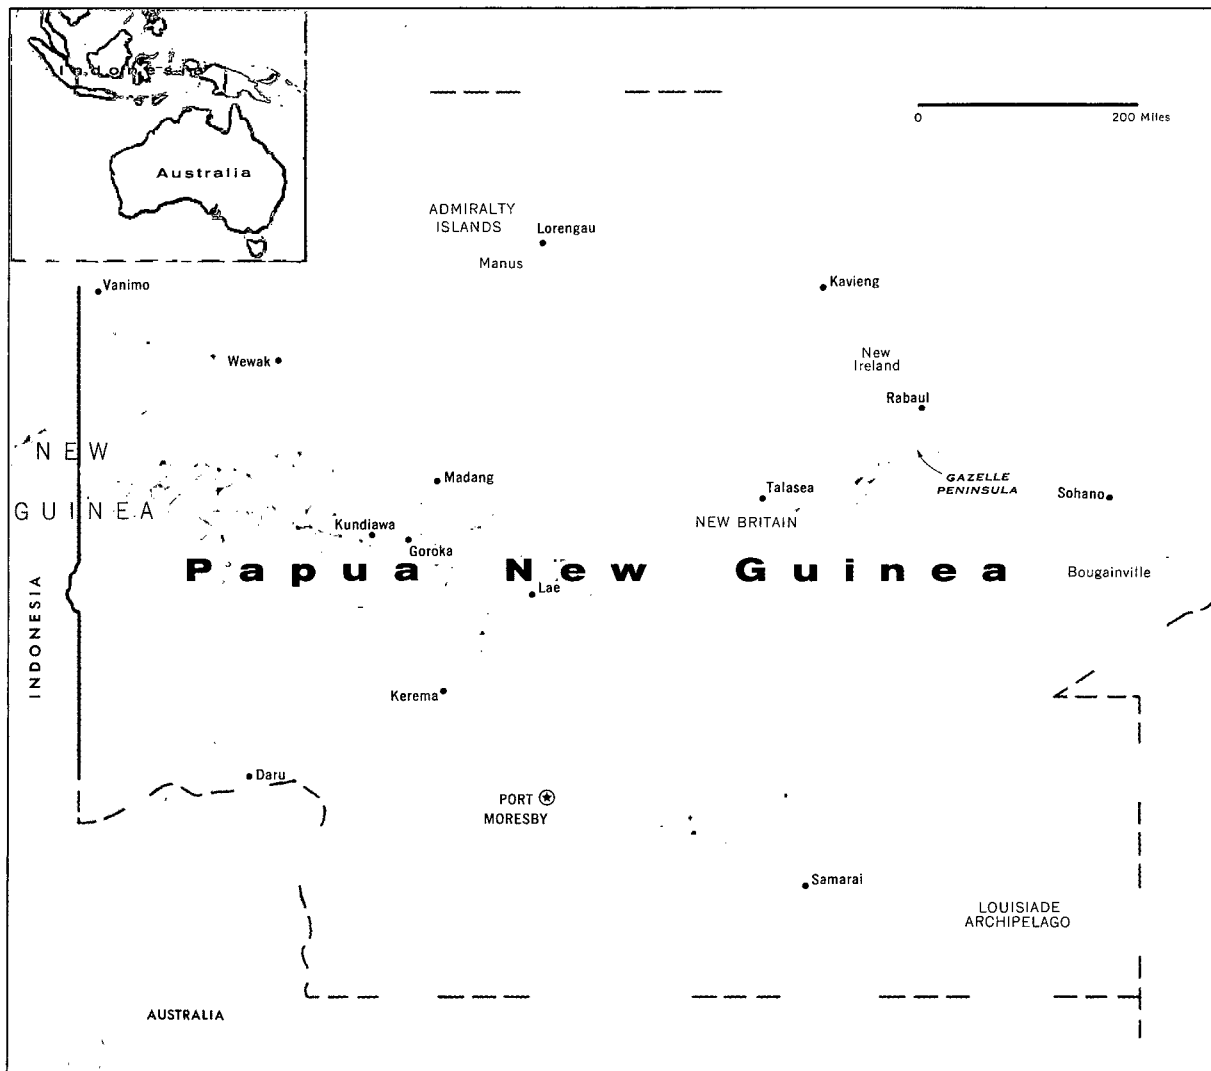 Indonesia
Australia
0
200 Miles
ADMIRALTY
ISLANDS
Lorengau
Manus
Vanimo
Kavieng
Wewak
New
Ireland
Rabaul
NEW
GUINEA
Madang
GAZELLE
PENINSULA
Talasea
Sohano
NEW BRITAIN
Kundiawa
Goroka
Papua New Guinea
Bougainville
Lae
INDONESIA
Kerema
Daru
PORT
MORESBY
Samarai
LOUISIADE
ARCHIPELAGO
AUSTRALIA